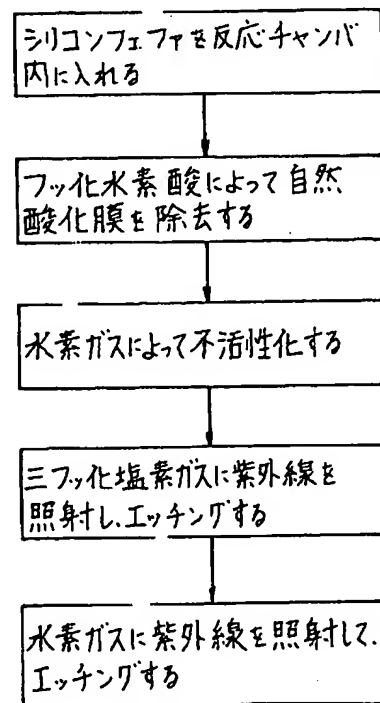 シリコンフェファを反応チャンバ
内に入れる
フッ化水素酸によって自然
酸化膜を除去する
水素ガスによって不活性化する
三フッ化塩素ガスに紫外線を
照射し、エッチングする
水素ガスに紫外線を照射して、
エッチングする